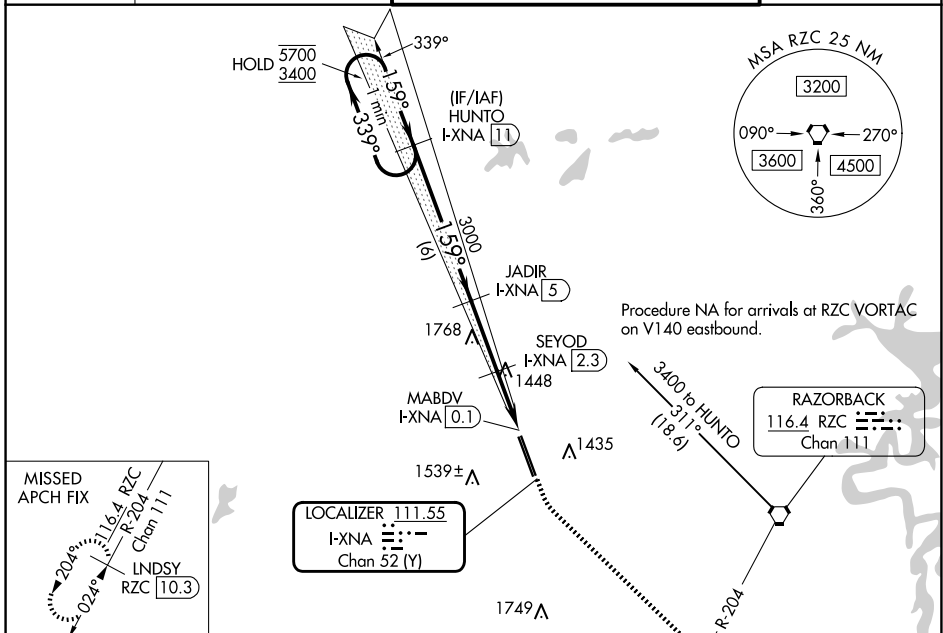 HOLD 5700
3400
339°
159°
1 min
339°
(IF/IAF)
HUNTO
I-XNA 11
MSA RZC 25 NM
3200
090°
270°
3600
4500
360°
3000
159°
(6)
JADIR
I-XNA 5
1768
SEYOD
I-XNA 2.3
1448
MABDV
I-XNA 0.1
1435
1539±
Procedure NA for arrivals at RZC VORTAC
on V140 eastbound.
3400 to HUNTO
311°
(18.6)
RAZORBACK
116.4 RZC
Chan 111
LOCALIZER 111.55
I-XNA
Chan 52 (Y)
1749
R-204
MISSED
APCH FIX
116.4 RZC
R-204
Chan 111
204°
024°
LNDSY
RZC 10.3